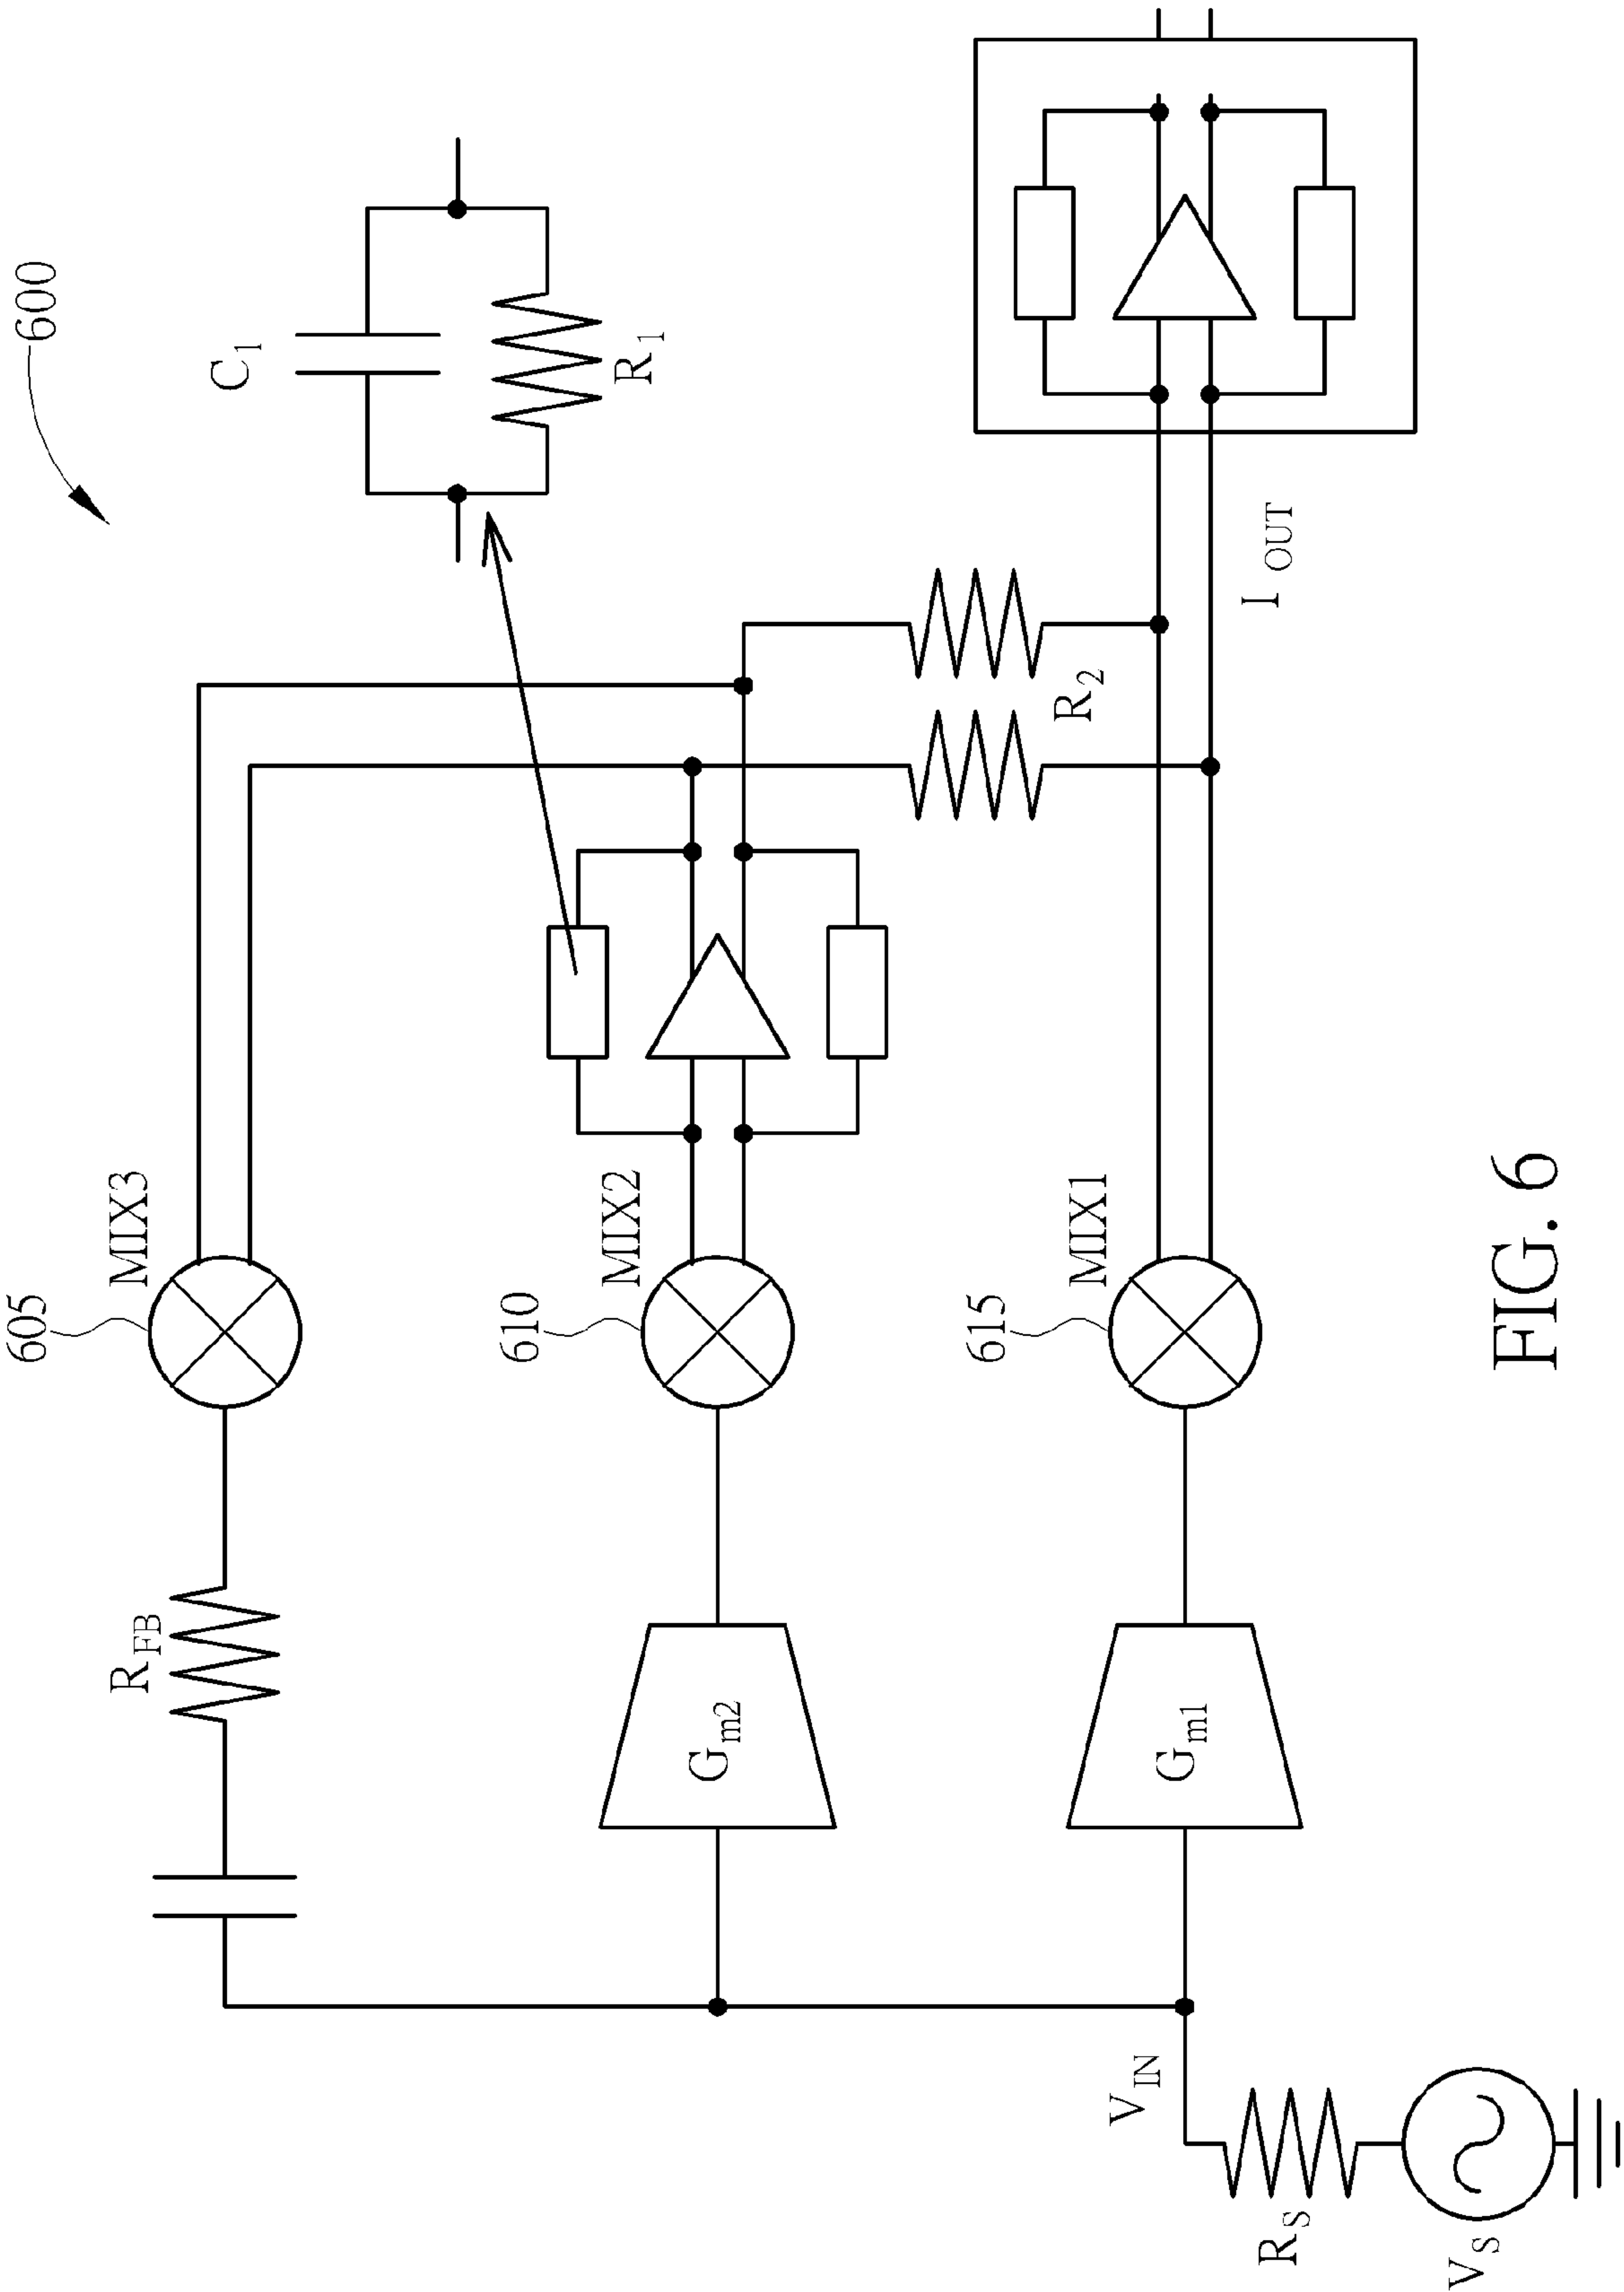 600
C1
R1
605
MIX3
RFB
610
MIX2
Gm2
R2
615
MIX1
Gm1
IOUT
VIN
RS
VS
FIG. 6